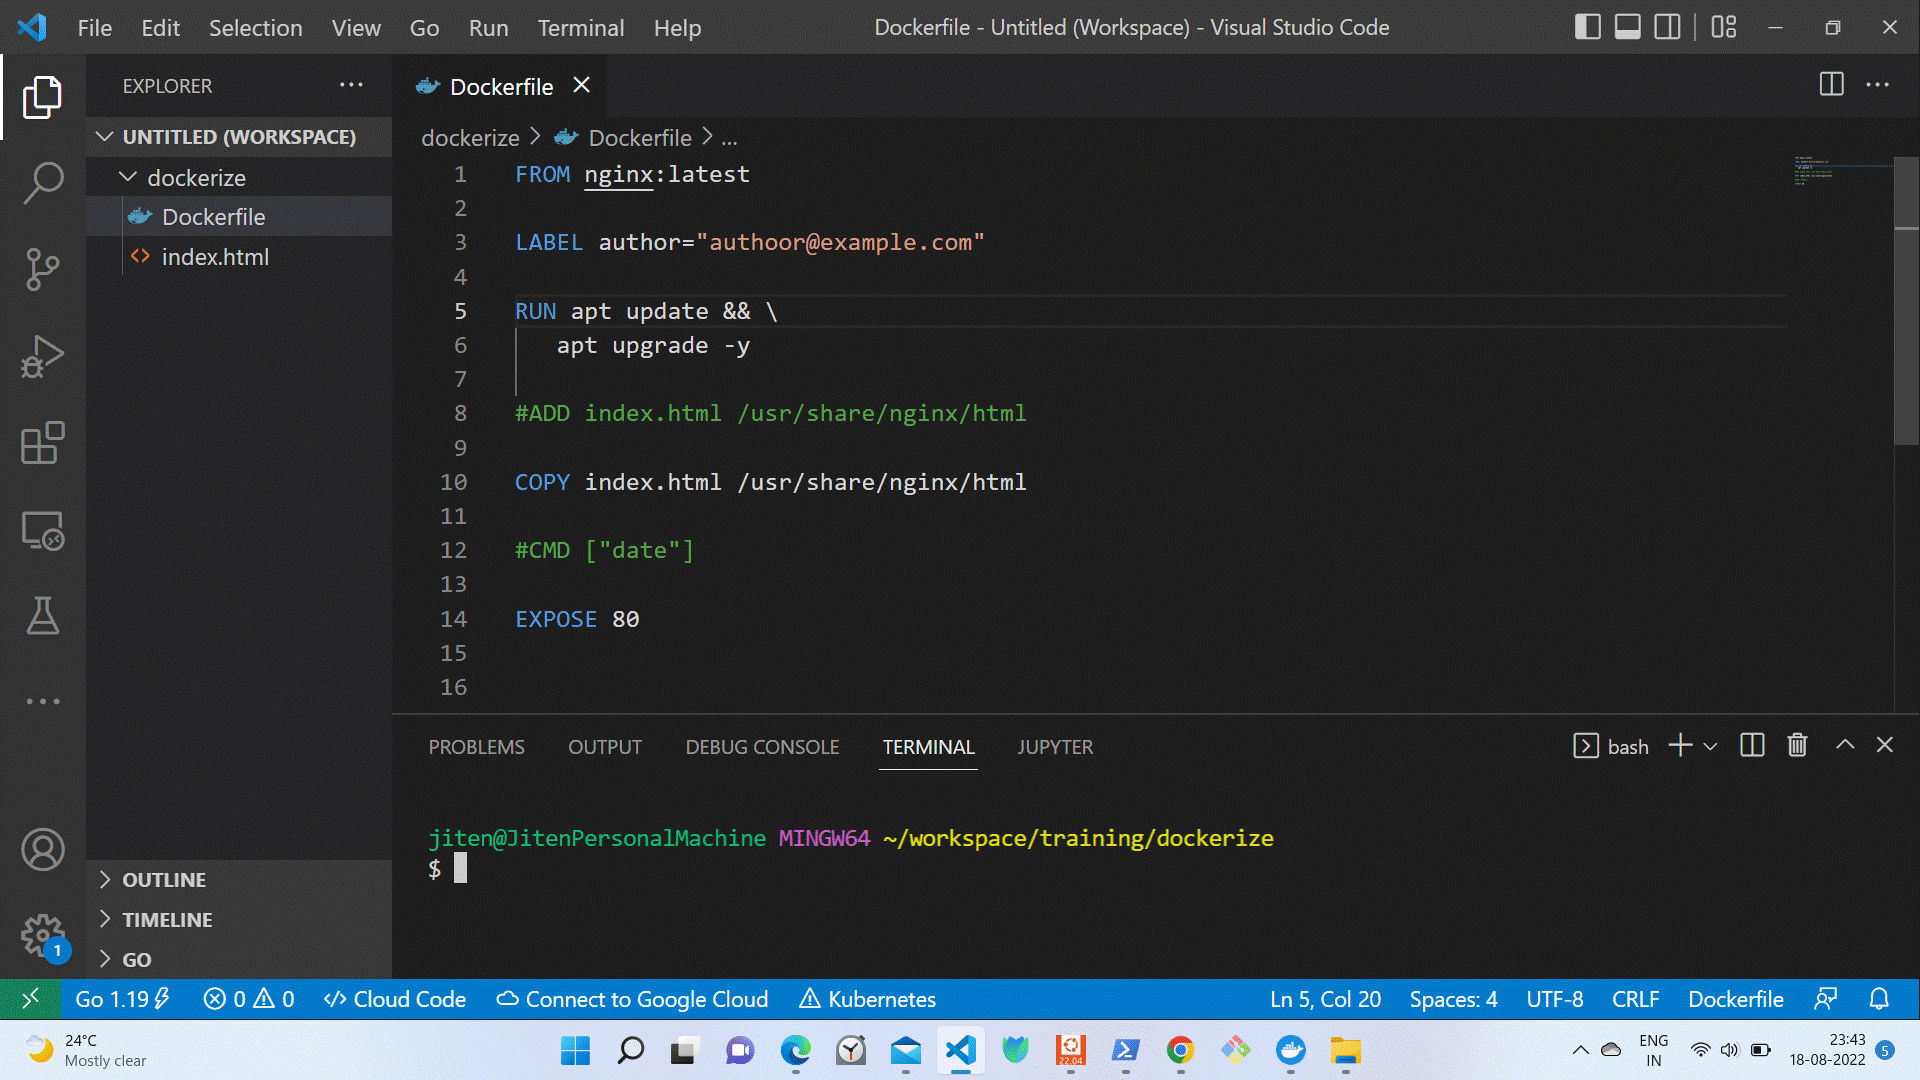 File Edit Selection View Go Run Terminal Help
Dockerfile - Untitled (Workspace) - Visual Studio Code
EXPLORER
UNTITLED (WORKSPACE)
dockerize
Dockerfile
index.html
OUTLINE
TIMELINE
GO
Dockerfile
dockerize > Dockerfile > ...
1 FROM nginx:latest
2
3 LABEL author="authoor@example.com"
4
5 RUN apt update && \
6 apt upgrade -y
7
8 #ADD index.html /usr/share/nginx/html
9
10 COPY index.html /usr/share/nginx/html
11
12 #CMD ["date"]
13
14 EXPOSE 80
15
16
PROBLEMS OUTPUT DEBUG CONSOLE TERMINAL JUPYTER
bash
jiten@JitenPersonalMachine MINGW64 ~/workspace/training/dockerize
$
1
Go 1.19 0 0 Cloud Code Connect to Google Cloud Kubernetes
Ln 5, Col 20 Spaces: 4 UTF-8 CRLF Dockerfile
24°C
Mostly clear
22.04
ENG
IN
23:43
18-08-2022
5